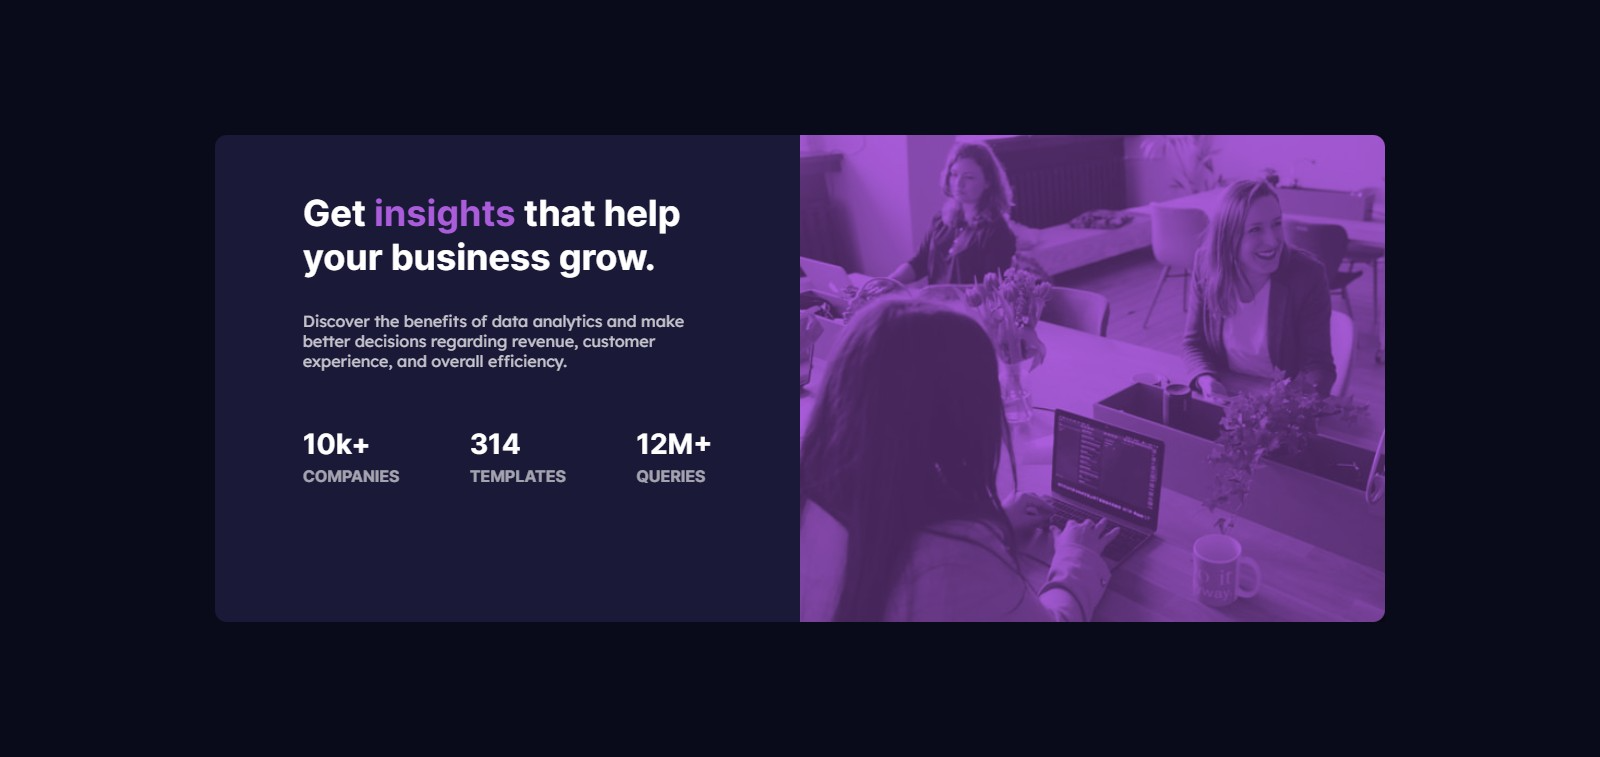 Get insights that help
your business grow.
Discover the benefits of data analytics and make
better decisions regarding revenue, customer
experience, and overall efficiency.
10k+ 314 12M+
COMPANIES TEMPLATES QUERIES